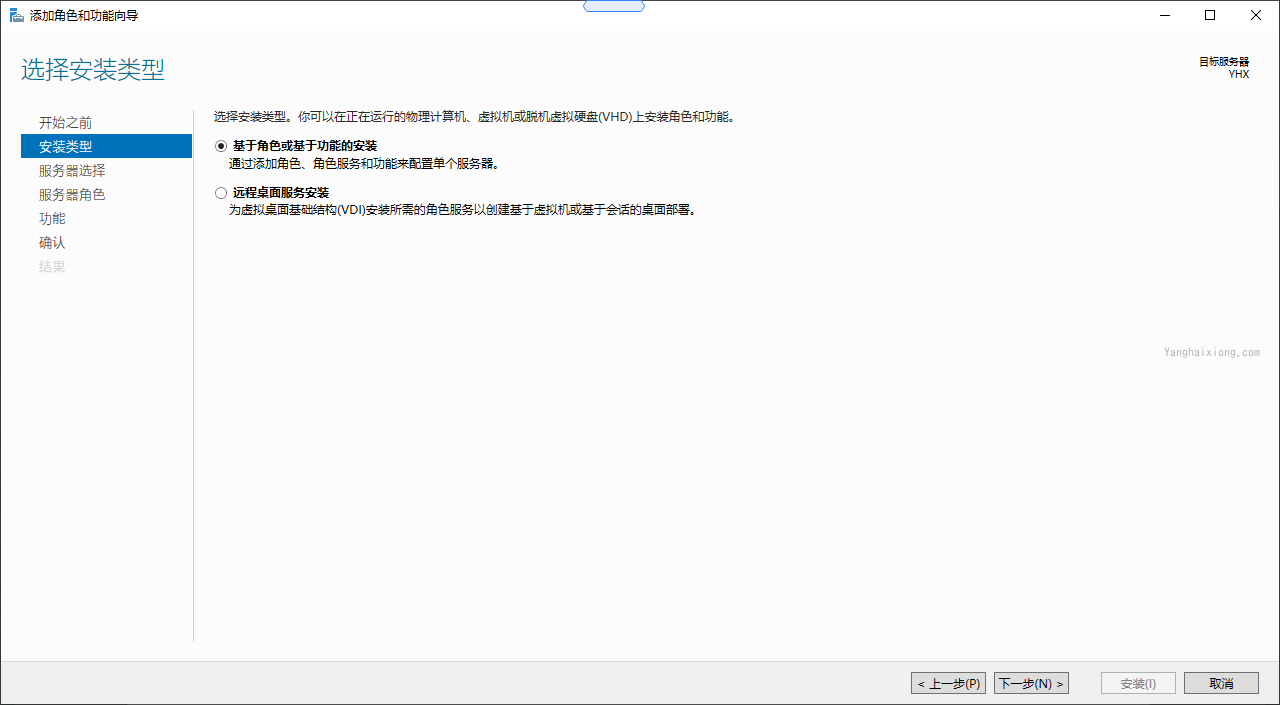 添加角色和功能向导
选择安装类型
目标服务器
YHX
开始之前
安装类型
服务器选择
服务器角色
功能
确认
结果
选择安装类型。你可以在正在运行的物理计算机、虚拟机或脱机虚拟硬盘(VHD)上安装角色和功能。
基于角色或基于功能的安装
通过添加角色、角色服务和功能来配置单个服务器。
远程桌面服务安装
为虚拟桌面基础结构(VDI)安装所需的角色服务以创建基于虚拟机或基于会话的桌面部署。
Yanghaixiong.com
< 上一步(P) 下一步(N) > 安装(I) 取消